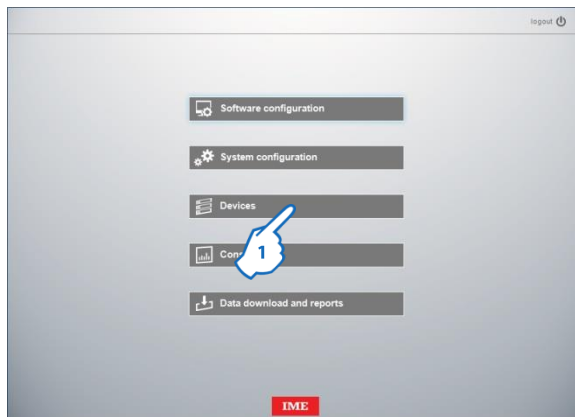 logout
Software configuration
System configuration
Devices
1
Data download and reports
IME